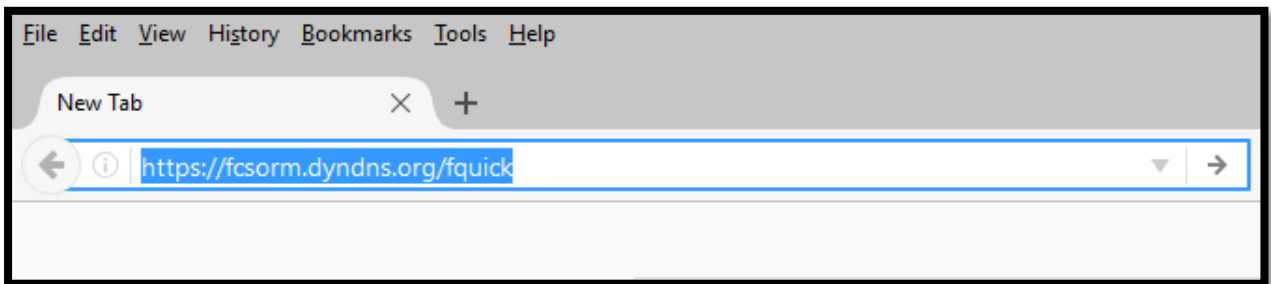 File Edit View History Bookmarks Tools Help
New Tab
https://fcsorm.dyndns.org/fquick